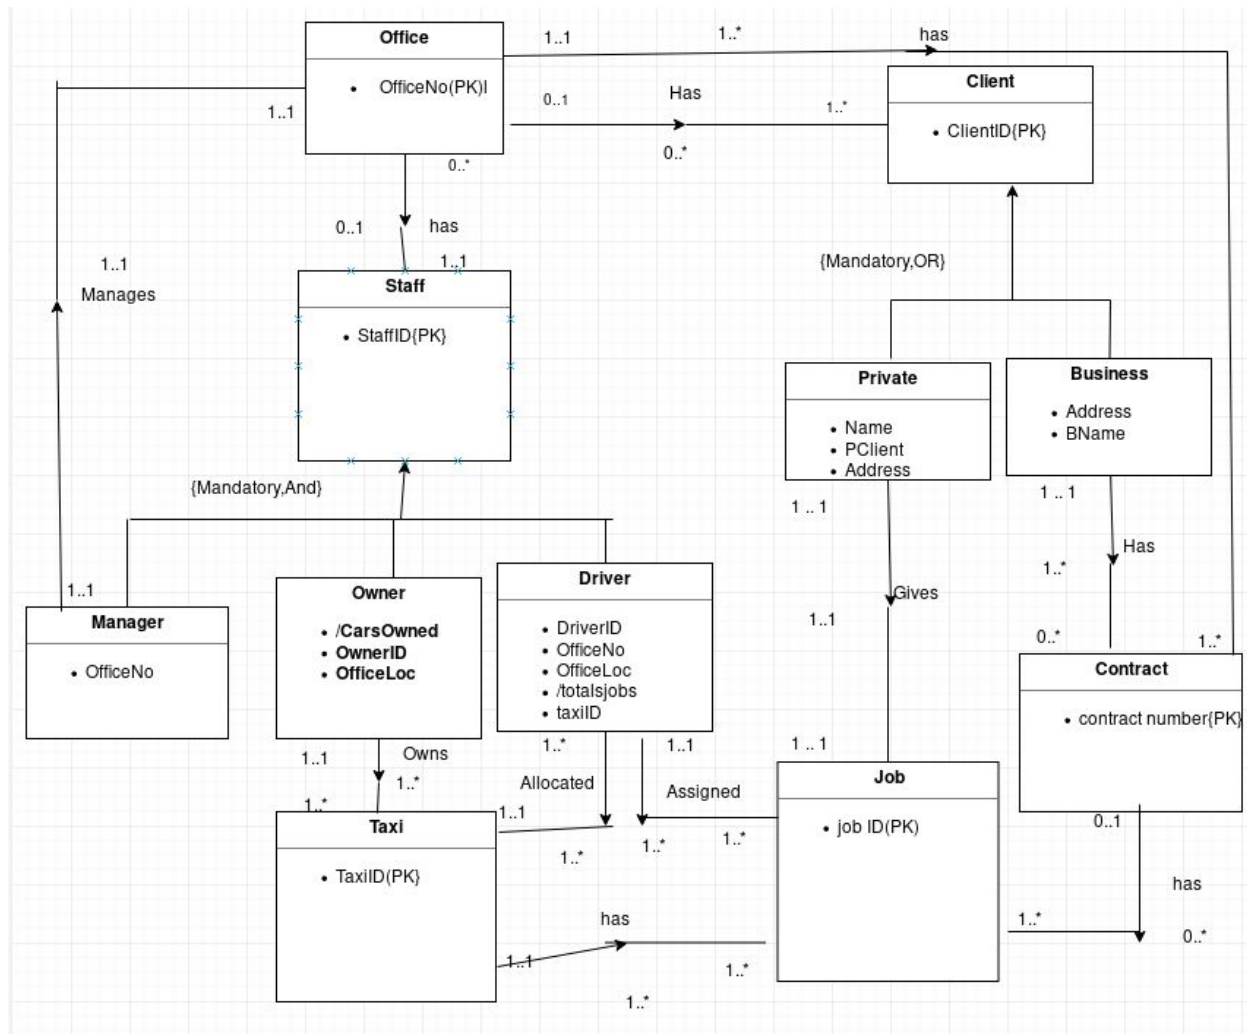 Office
OfficeNo(PK)I
1..1
1..*
has
Client
ClientID{PK}
1..1
0..1
Has
1..*
0..*
0..*
0..1
has
1..1
1..1
Manages
Staff
StaffID{PK}
{Mandatory,OR}
Private
Name
PClient
Address
Business
Address
BName
{Mandatory,And}
1 .. 1
1 .. 1
Has
1..*
Gives
1..1
0..*
1..*
1..1
Manager
OfficeNo
Owner
/CarsOwned
OwnerID
OfficeLoc
Driver
DriverID
OfficeNo
OfficeLoc
/totalsjobs
taxiID
Contract
contract number{PK}
1..1
Owns
1..*
1..*
1..*
1..1
1 .. 1
Allocated
Assigned
1..1
1..*
1..*
1..*
Taxi
TaxiID(PK}
Job
job ID(PK)
0..1
has
1..*
0..*
has
1..1
1..*
1..*